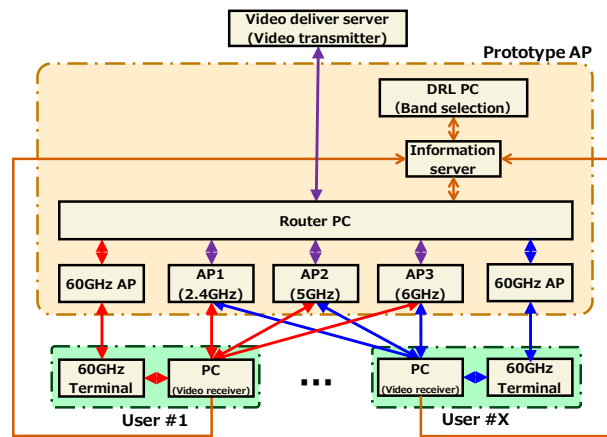 Video deliver server
(Video transmitter)
Prototype AP
DRL PC
(Band selection)
Information
server
Router PC
60GHz AP
AP1
(2.4GHz)
AP2
(5GHz)
AP3
(6GHz)
60GHz AP
60GHz
Terminal
PC
(Video receiver)
...
PC
(Video receiver)
60GHz
Terminal
User #1
User #X